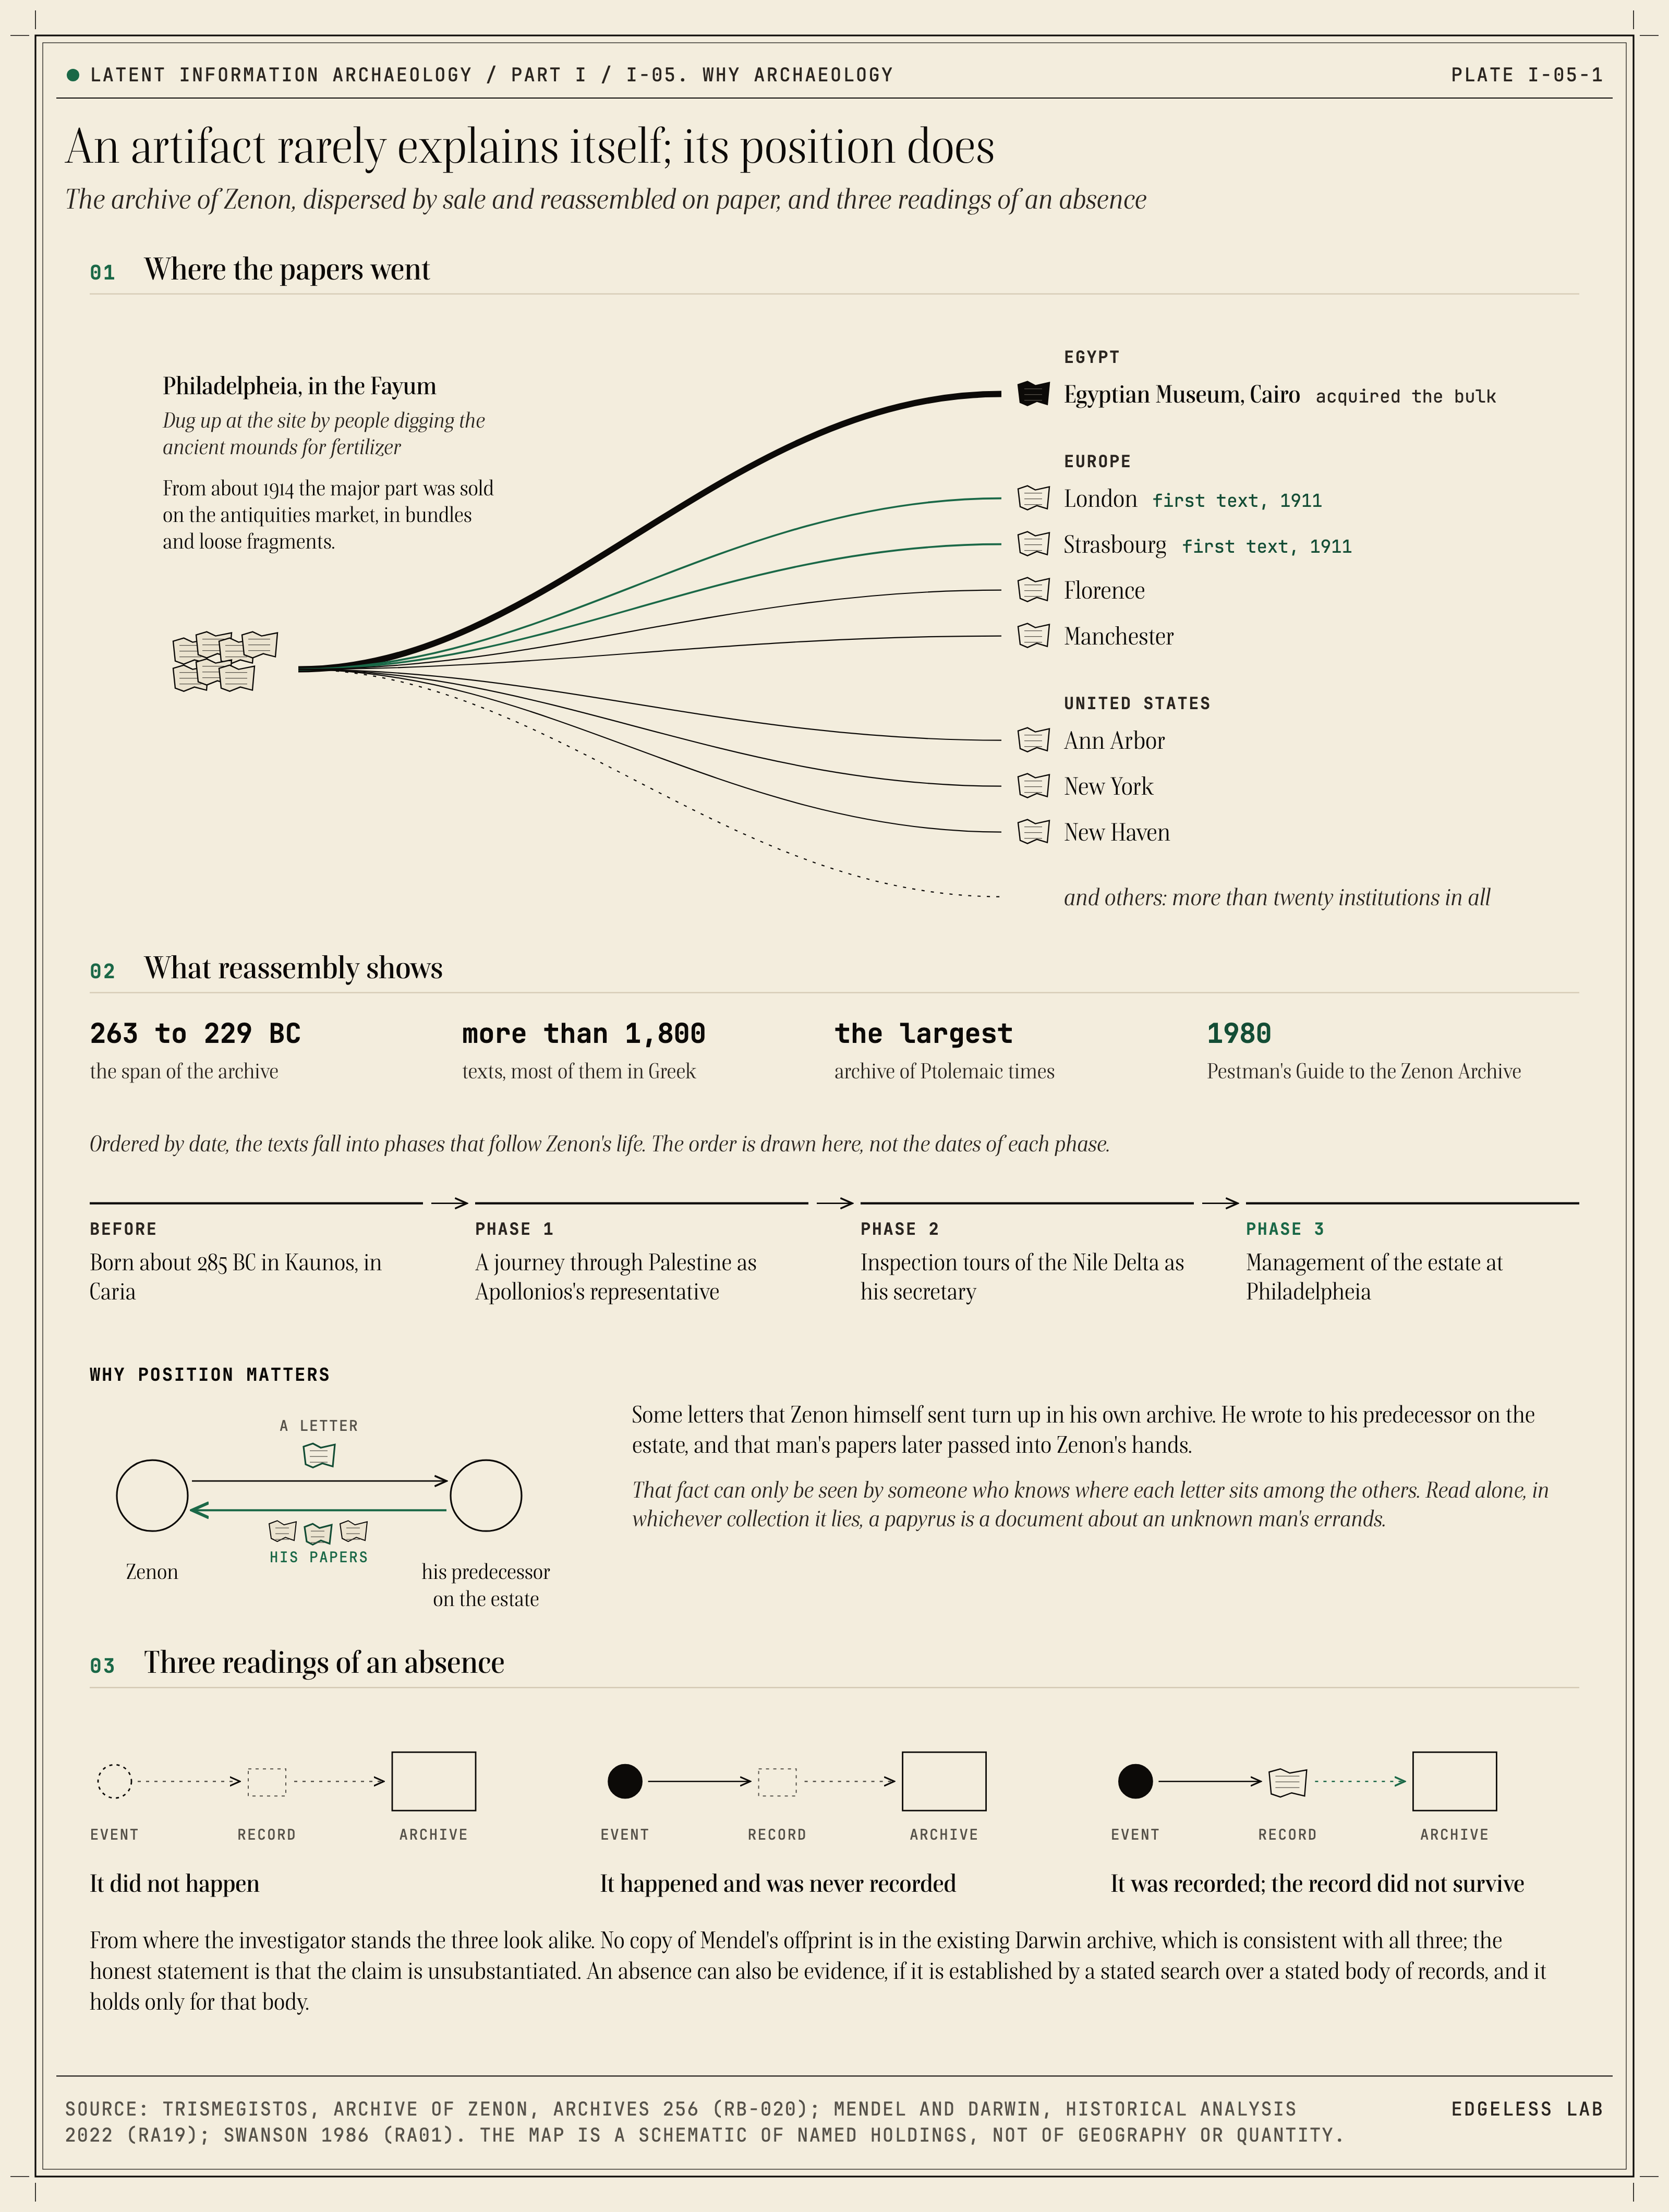 LATENT INFORMATION ARCHAEOLOGY / PART I / I-05. WHY ARCHAEOLOGY
PLATE I-05-1
An artifact rarely explains itself; its position does
The archive of Zenon, dispersed by sale and reassembled on paper, and three readings of an absence
01 Where the papers went
Philadelpheia, in the Fayum
Dug up at the site by people digging the
ancient mounds for fertilizer
From about 1914 the major part was sold
on the antiquities market, in bundles
and loose fragments.
EGYPT
Egyptian Museum, Cairo acquired the bulk
EUROPE
London first text, 1911
Strasbourg first text, 1911
Florence
Manchester
UNITED STATES
Ann Arbor
New York
New Haven
and others: more than twenty institutions in all
02 What reassembly shows
263 to 229 BC
the span of the archive
more than 1,800
texts, most of them in Greek
the largest
archive of Ptolemaic times
1980
Pestman's Guide to the Zenon Archive
Ordered by date, the texts fall into phases that follow Zenon's life. The order is drawn here, not the dates of each phase.
BEFORE
Born about 285 BC in Kaunos, in
Caria
PHASE 1
A journey through Palestine as
Apollonios's representative
PHASE 2
Inspection tours of the Nile Delta as
his secretary
PHASE 3
Management of the estate at
Philadelpheia
WHY POSITION MATTERS
A LETTER
HIS PAPERS
Zenon
his predecessor
on the estate
Some letters that Zenon himself sent turn up in his own archive. He wrote to his predecessor on the
estate, and that man's papers later passed into Zenon's hands.
That fact can only be seen by someone who knows where each letter sits among the others. Read alone, in
whichever collection it lies, a papyrus is a document about an unknown man's errands.
03 Three readings of an absence
EVENT RECORD ARCHIVE
It did not happen
EVENT RECORD ARCHIVE
It happened and was never recorded
EVENT RECORD ARCHIVE
It was recorded; the record did not survive
From where the investigator stands the three look alike. No copy of Mendel's offprint is in the existing Darwin archive, which is consistent with all three; the
honest statement is that the claim is unsubstantiated. An absence can also be evidence, if it is established by a stated search over a stated body of records, and it
holds only for that body.
SOURCE: TRISMEGISTOS, ARCHIVE OF ZENON, ARCHIVES 256 (RB-020); MENDEL AND DARWIN, HISTORICAL ANALYSIS
2022 (RA19); SWANSON 1986 (RA01). THE MAP IS A SCHEMATIC OF NAMED HOLDINGS, NOT OF GEOGRAPHY OR QUANTITY.
EDGELESS LAB